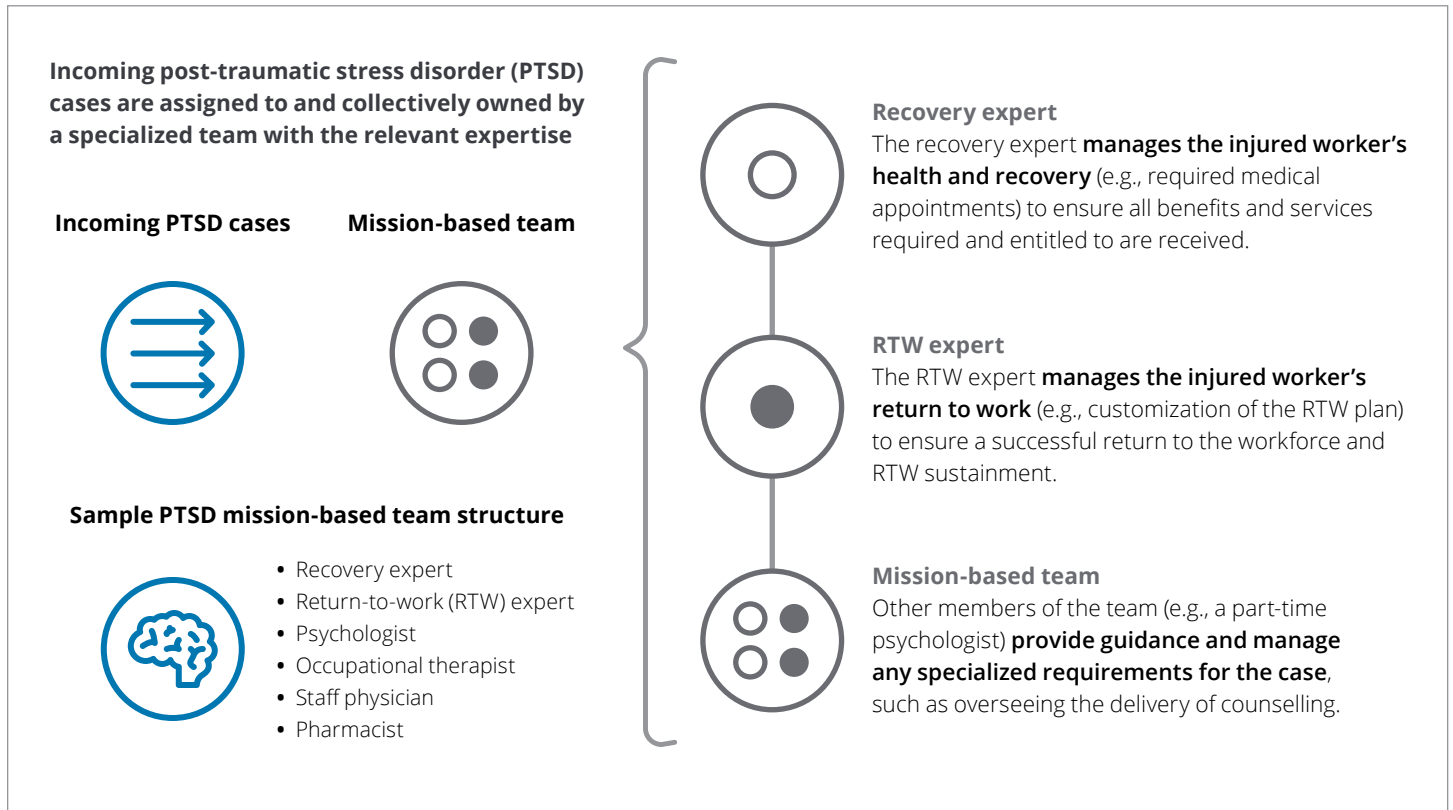 Incoming post-traumatic stress disorder (PTSD)
cases are assigned to and collectively owned by
a specialized team with the relevant expertise
Incoming PTSD cases
Mission-based team
Sample PTSD mission-based team structure
• Recovery expert
• Return-to-work (RTW) expert
• Psychologist
• Occupational therapist
• Staff physician
• Pharmacist
Recovery expert
The recovery expert manages the injured worker’s
health and recovery (e.g., required medical
appointments) to ensure all benefits and services
required and entitled to are received.
RTW expert
The RTW expert manages the injured worker’s
return to work (e.g., customization of the RTW plan)
to ensure a successful return to the workforce and
RTW sustainment.
Mission-based team
Other members of the team (e.g., a part-time
psychologist) provide guidance and manage
any specialized requirements for the case,
such as overseeing the delivery of counselling.